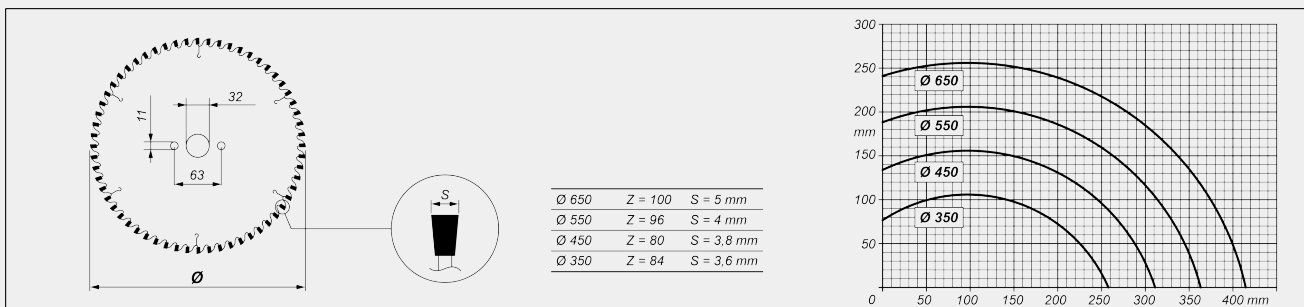 32
11
63
Ø
S
Ø 650 Z = 100 S = 5 mm
Ø 550 Z = 96 S = 4 mm
Ø 450 Z = 80 S = 3,8 mm
Ø 350 Z = 84 S = 3,6 mm
300
250
200
mm
150
100
50
Ø 650
Ø 550
Ø 450
Ø 350
0 50 100 150 200 250 300 350 400 mm